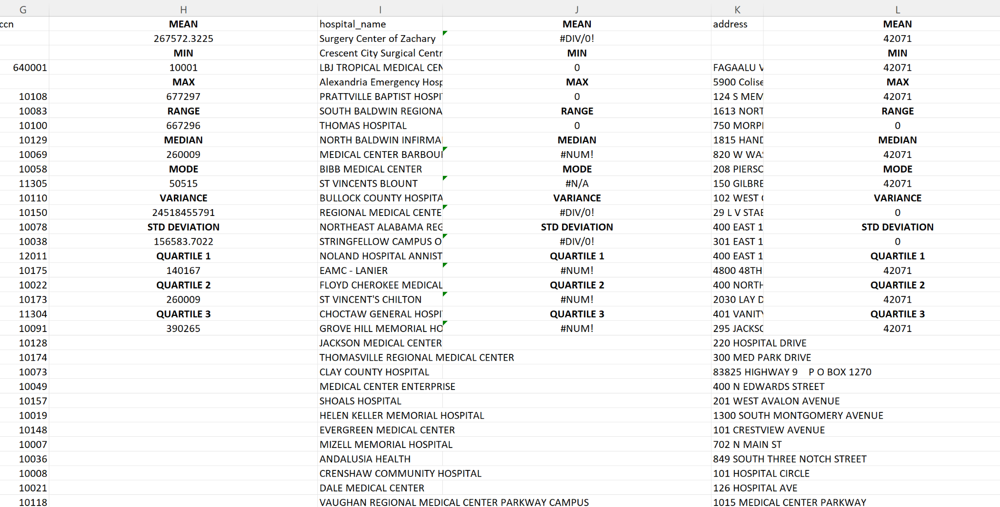 G H I J K L
ccn MEAN hospital_name MEAN address MEAN
267572.3225 Surgery Center of Zachary #DIV/0! 42071
MIN Crescent City Surgical Centr MIN MIN
640001 10001 LBJ TROPICAL MEDICAL CEN 0 FAGAALU V 42071
MAX Alexandria Emergency Hosp MAX 5900 Colise MAX
10108 677297 PRATTVILLE BAPTIST HOSPI 0 124 S MEM 42071
10083 RANGE SOUTH BALDWIN REGIONA RANGE 1613 NORT RANGE
10100 667296 THOMAS HOSPITAL 0 750 MORP 0
10129 MEDIAN NORTH BALDWIN INFIRMA MEDIAN 1815 HAND MEDIAN
10069 260009 MEDICAL CENTER BARBOU #NUM! 820 W WAS 42071
10058 MODE BIBB MEDICAL CENTER MODE 208 PIERSO MODE
11305 50515 ST VINCENTS BLOUNT #N/A 150 GILBRE 42071
10110 VARIANCE BULLOCK COUNTY HOSPITA VARIANCE 102 WEST VARIANCE
10150 24518455791 REGIONAL MEDICAL CENTE #DIV/0! 29 L V STAB 0
10078 STD DEVIATION NORTHEAST ALABAMA REG STD DEVIATION 400 EAST 1 STD DEVIATION
10038 156583.7022 STRINGFELLOW CAMPUS O #DIV/0! 301 EAST 1 0
12011 QUARTILE 1 NOLAND HOSPITAL ANNIST QUARTILE 1 400 EAST 1 QUARTILE 1
10175 140167 EAMC - LANIER #NUM! 4800 48TH 42071
10022 QUARTILE 2 FLOYD CHEROKEE MEDICAL QUARTILE 2 400 NORTH QUARTILE 2
10173 260009 ST VINCENT'S CHILTON #NUM! 2030 LAY D 42071
11304 QUARTILE 3 CHOCTAW GENERAL HOSPI QUARTILE 3 401 VANITY QUARTILE 3
10091 390265 GROVE HILL MEMORIAL HO #NUM! 295 JACKSO 42071
10128 JACKSON MEDICAL CENTER 220 HOSPITAL DRIVE
10174 THOMASVILLE REGIONAL MEDICAL CENTER 300 MED PARK DRIVE
10073 CLAY COUNTY HOSPITAL 83825 HIGHWAY 9 P O BOX 1270
10049 MEDICAL CENTER ENTERPRISE 400 N EDWARDS STREET
10157 SHOALS HOSPITAL 201 WEST AVALON AVENUE
10019 HELEN KELLER MEMORIAL HOSPITAL 1300 SOUTH MONTGOMERY AVENUE
10148 EVERGREEN MEDICAL CENTER 101 CRESTVIEW AVENUE
10007 MIZELL MEMORIAL HOSPITAL 702 N MAIN ST
10036 ANDALUSIA HEALTH 849 SOUTH THREE NOTCH STREET
10008 CRENSHAW COMMUNITY HOSPITAL 101 HOSPITAL CIRCLE
10021 DALE MEDICAL CENTER 126 HOSPITAL AVE
10118 VAUGHAN REGIONAL MEDICAL CENTER PARKWAY CAMPUS 1015 MEDICAL CENTER PARKWAY